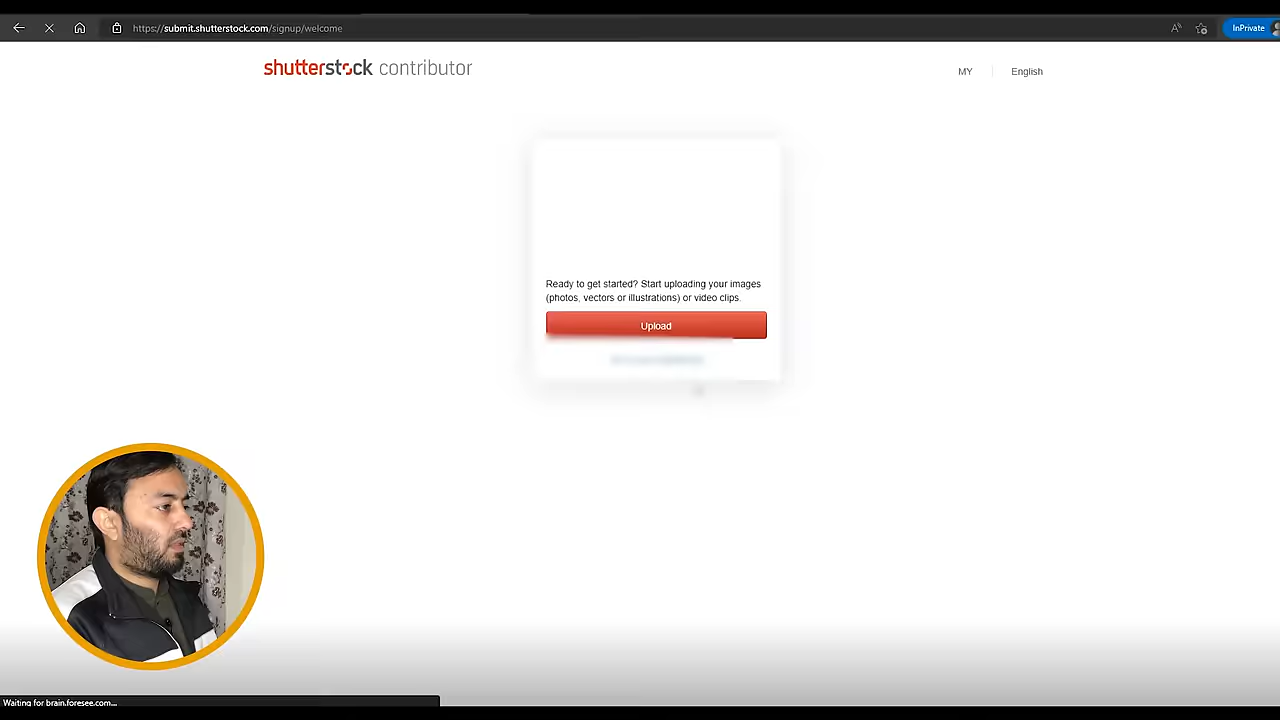 https://submit.shutterstock.com/signup/welcome
InPrivate
shutterstock contributor
MY
English
Ready to get started? Start uploading your images
(photos, vectors or illustrations) or video clips.
Upload
Waiting for brain.foresee.com...